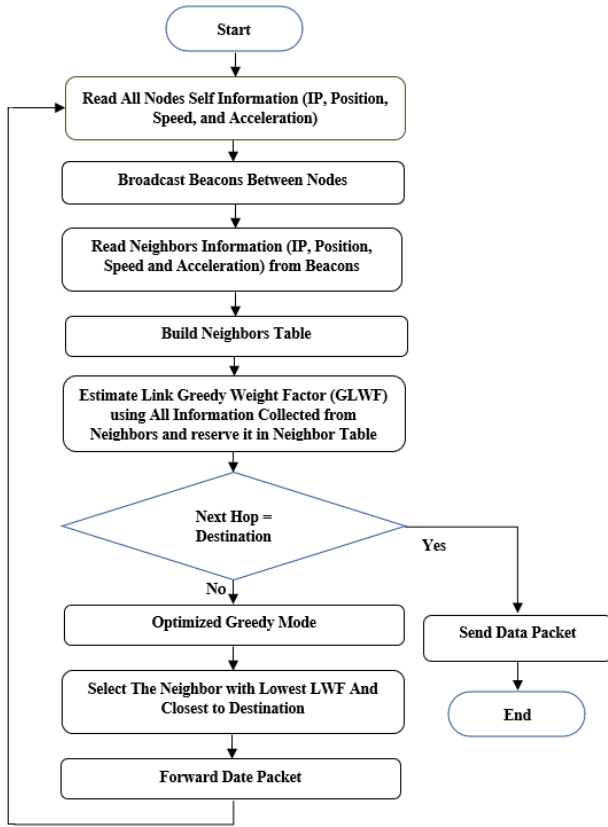 Start
Read All Nodes Self Information (IP, Position,
Speed, and Acceleration)
Broadcast Beacons Between Nodes
Read Neighbors Information (IP, Position,
Speed and Acceleration) from Beacons
Build Neighbors Table
Estimate Link Greedy Weight Factor (GLWF)
using All Information Collected from
Neighbors and reserve it in Neighbor Table
Next Hop =
Destination
Yes
No
Optimized Greedy Mode
Send Data Packet
Select The Neighbor with Lowest LWF And
Closest to Destination
End
Forward Date Packet